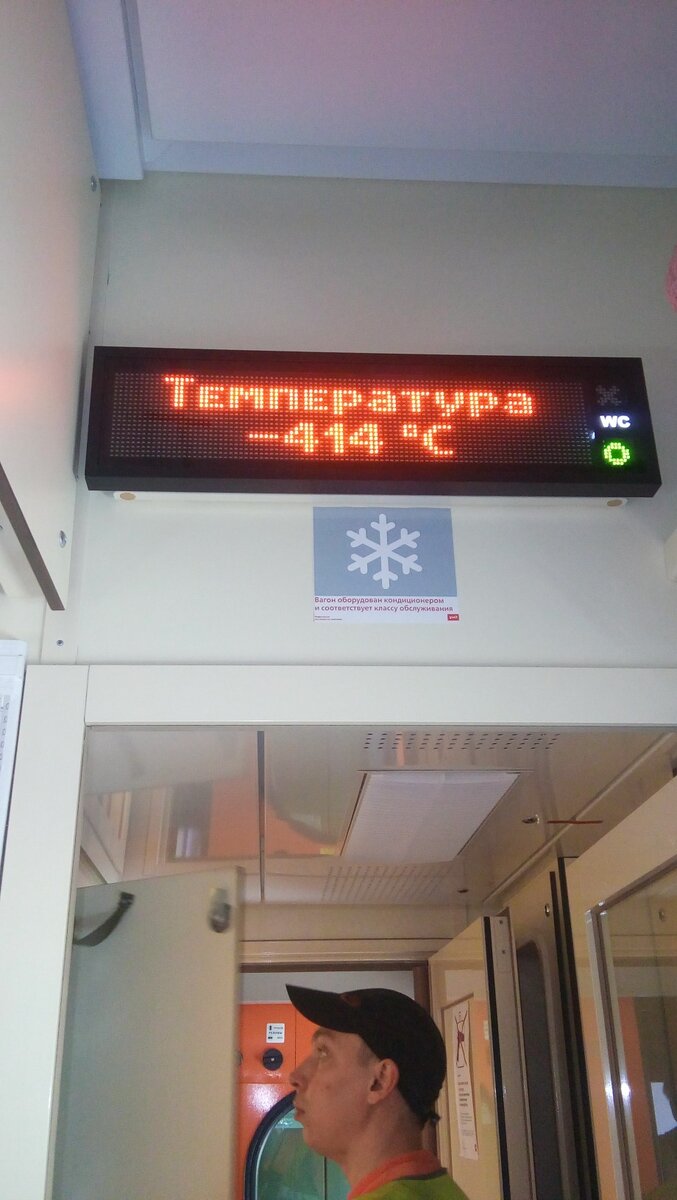 Температура
-414 °C
WC
Вагон оборудован кондиционером
и соответствует классу обслуживания